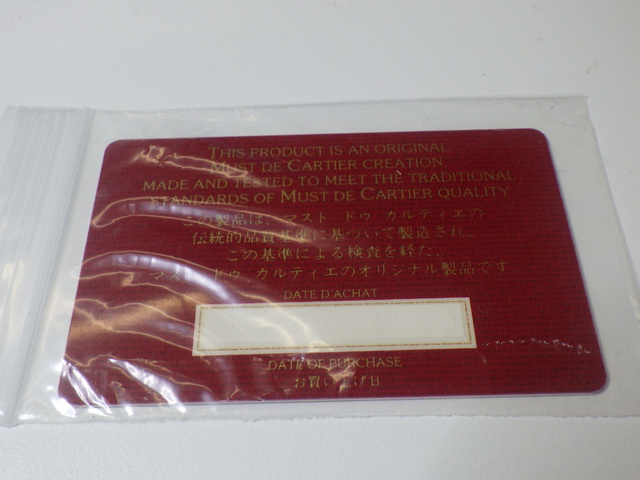 THIS PRODUCT IS AN ORIGINAL
MUST DE CARTIER CREATION.
MADE AND TESTED TO MEET THE TRADITIONAL
STANDARDS OF MUST DE CARTIER QUALITY
この製品は、マスト ドゥ カルティエの
伝統的品質基準に基づいて製造され、
この基準による検査を経た、
マスト ドゥ カルティエのオリジナル製品です。
DATE D'ACHAT
DATE OF PURCHASE
お買い上げ日